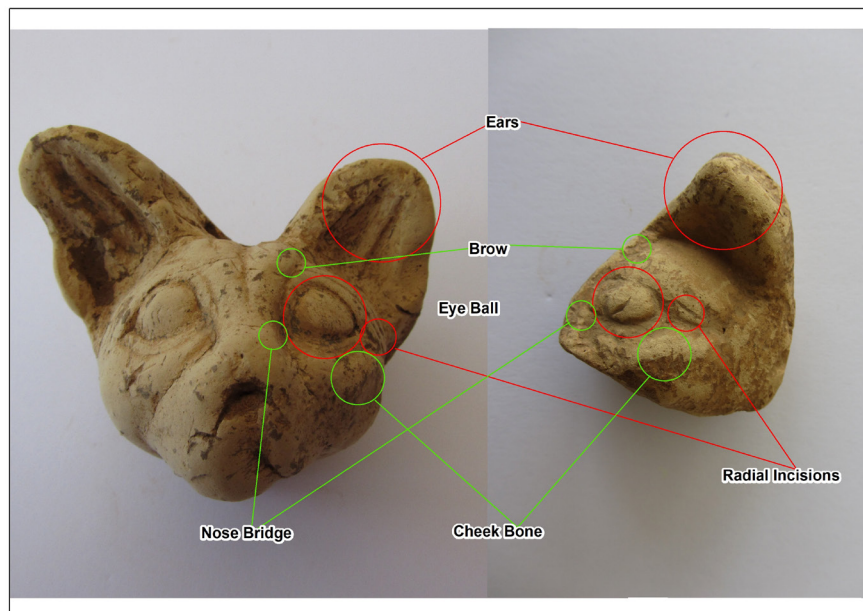 Ears
Brow
Eye Ball
Radial Incisions
Nose Bridge
Cheek Bone